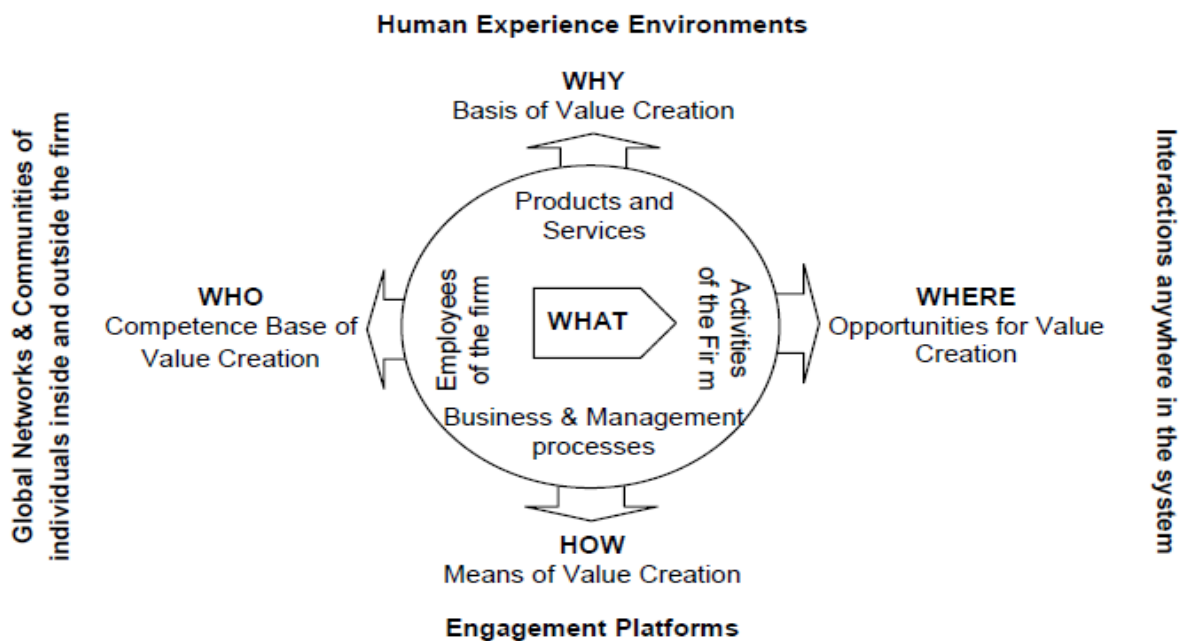 Human Experience Environments
WHY
Basis of Value Creation
Global Networks & Communities of
individuals inside and outside the firm
Products and
Services
WHO
Competence Base of
Value Creation
Employees
of the firm
WHAT
Activities
of the Fir m
WHERE
Opportunities for Value
Creation
Interactions anywhere in the system
Business & Management
processes
HOW
Means of Value Creation
Engagement Platforms